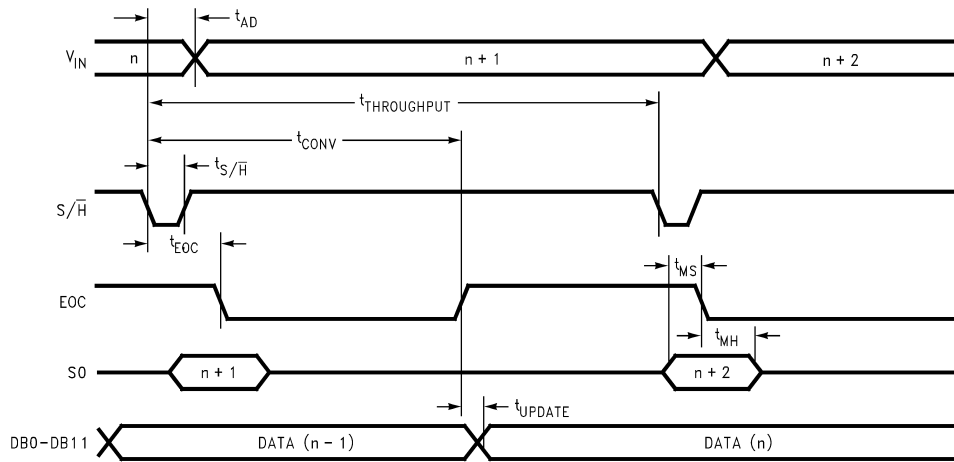 t_AD
V_IN n n + 1 n + 2
t_THROUGHPUT
t_CONV
t_S/H̅
S/H̅
t_EOC
t_MS
EOC
t_MH
S0 n + 1 n + 2
t_UPDATE
DB0-DB11 DATA (n - 1) DATA (n)